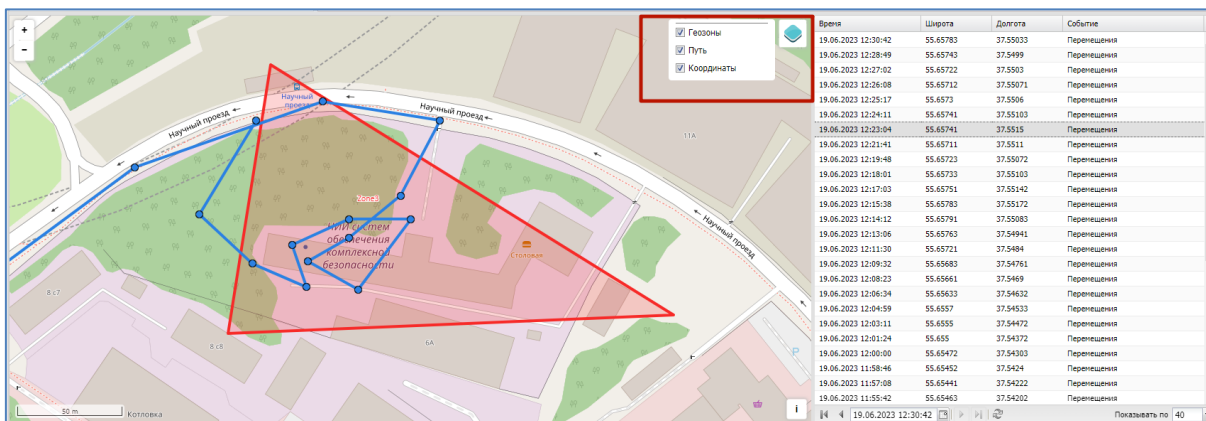 +
−
Геозоны
Путь
Координаты
Научный
проезд
Научный проезд
Научный проезд
Научный проезд
11А
Zone3
НИИ систем
обеспечения
комплексной
безопасности
Столовая
8 с7
8 с8
6А
P
50 m
Котловка
i
Время Широта Долгота Событие
19.06.2023 12:30:42 55.65783 37.55033 Перемещения
19.06.2023 12:28:49 55.65743 37.5499 Перемещения
19.06.2023 12:27:02 55.65722 37.5503 Перемещения
19.06.2023 12:26:08 55.65712 37.55071 Перемещения
19.06.2023 12:25:17 55.6573 37.5506 Перемещения
19.06.2023 12:24:11 55.65741 37.55103 Перемещения
19.06.2023 12:23:04 55.65741 37.5515 Перемещения
19.06.2023 12:21:41 55.65711 37.5511 Перемещения
19.06.2023 12:19:48 55.65723 37.55072 Перемещения
19.06.2023 12:18:01 55.65733 37.55103 Перемещения
19.06.2023 12:17:03 55.65751 37.55142 Перемещения
19.06.2023 12:15:38 55.65783 37.55172 Перемещения
19.06.2023 12:14:12 55.65791 37.55083 Перемещения
19.06.2023 12:13:06 55.65763 37.54941 Перемещения
19.06.2023 12:11:30 55.65721 37.5484 Перемещения
19.06.2023 12:09:32 55.65683 37.54761 Перемещения
19.06.2023 12:08:23 55.65661 37.5469 Перемещения
19.06.2023 12:06:34 55.65633 37.54632 Перемещения
19.06.2023 12:04:59 55.6557 37.54533 Перемещения
19.06.2023 12:03:11 55.6555 37.54472 Перемещения
19.06.2023 12:01:24 55.655 37.54372 Перемещения
19.06.2023 12:00:00 55.65472 37.54303 Перемещения
19.06.2023 11:58:46 55.65452 37.5424 Перемещения
19.06.2023 11:57:08 55.65441 37.54222 Перемещения
19.06.2023 11:55:42 55.65463 37.54202 Перемещения
19.06.2023 12:30:42 Показывать по 40